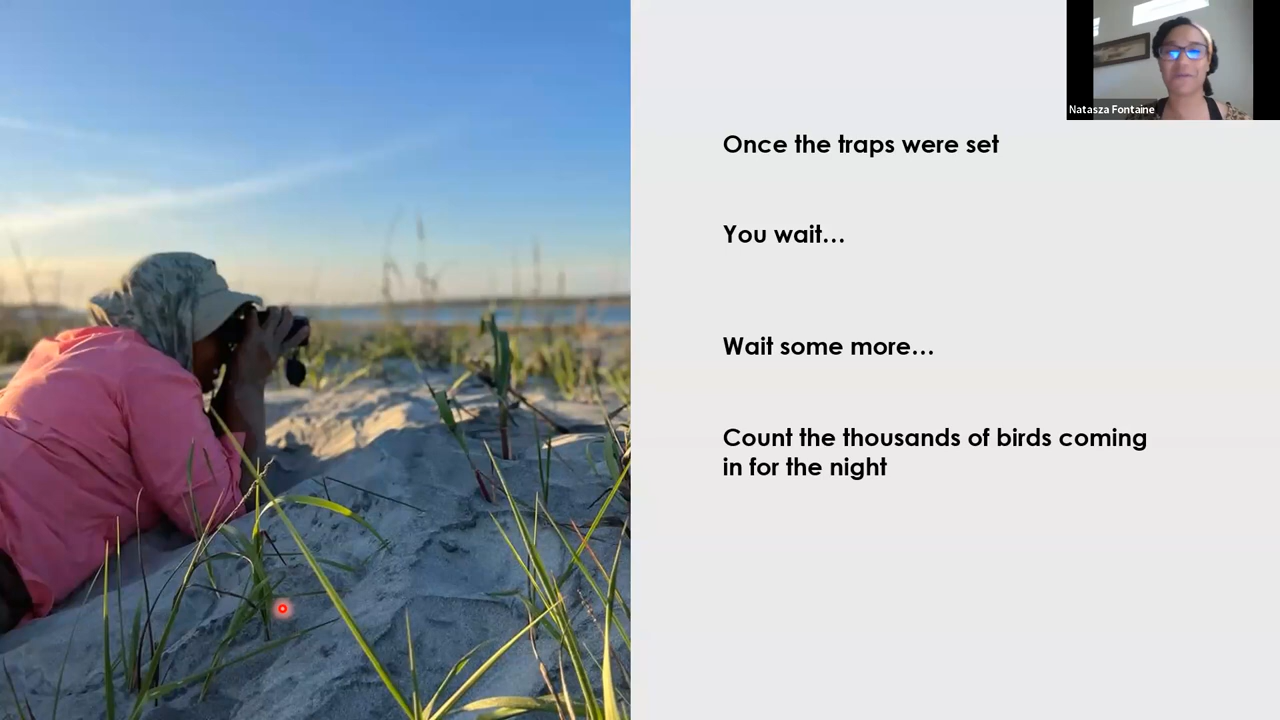 Natasza Fontaine
Once the traps were set
You wait...
Wait some more...
Count the thousands of birds coming
in for the night